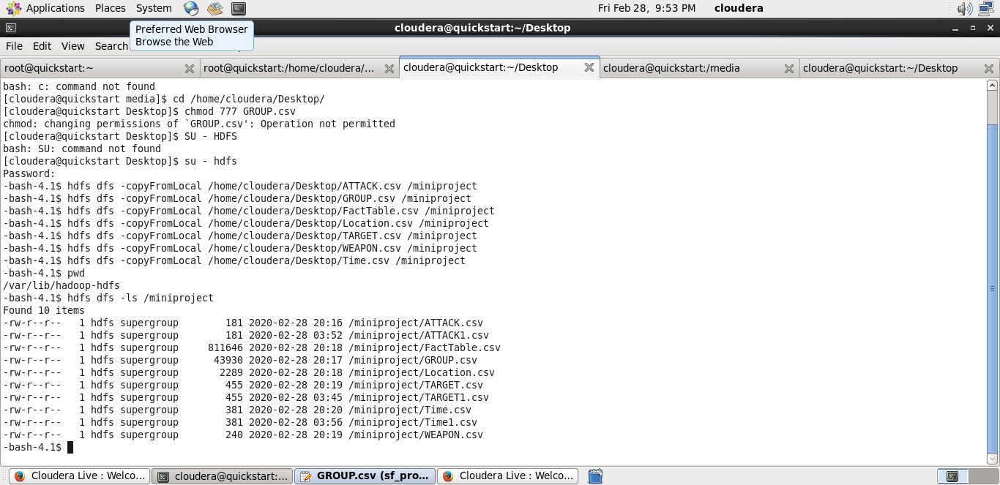 Applications Places System Fri Feb 28, 9:53 PM cloudera
cloudera@quickstart:~/Desktop
Preferred Web Browser
Browse the Web
File Edit View Search
root@quickstart:~ root@quickstart:/home/cloudera/... cloudera@quickstart:~/Desktop cloudera@quickstart:/media cloudera@quickstart:~/Desktop
bash: c: command not found
[cloudera@quickstart media]$ cd /home/cloudera/Desktop/
[cloudera@quickstart Desktop]$ chmod 777 GROUP.csv
chmod: changing permissions of `GROUP.csv': Operation not permitted
[cloudera@quickstart Desktop]$ SU - HDFS
bash: SU: command not found
[cloudera@quickstart Desktop]$ su - hdfs
Password:
-bash-4.1$ hdfs dfs -copyFromLocal /home/cloudera/Desktop/ATTACK.csv /miniproject
-bash-4.1$ hdfs dfs -copyFromLocal /home/cloudera/Desktop/GROUP.csv /miniproject
-bash-4.1$ hdfs dfs -copyFromLocal /home/cloudera/Desktop/FactTable.csv /miniproject
-bash-4.1$ hdfs dfs -copyFromLocal /home/cloudera/Desktop/Location.csv /miniproject
-bash-4.1$ hdfs dfs -copyFromLocal /home/cloudera/Desktop/TARGET.csv /miniproject
-bash-4.1$ hdfs dfs -copyFromLocal /home/cloudera/Desktop/WEAPON.csv /miniproject
-bash-4.1$ hdfs dfs -copyFromLocal /home/cloudera/Desktop/Time.csv /miniproject
-bash-4.1$ pwd
/var/lib/hadoop-hdfs
-bash-4.1$ hdfs dfs -ls /miniproject
Found 10 items
-rw-r--r--   1 hdfs supergroup        181 2020-02-28 20:16 /miniproject/ATTACK.csv
-rw-r--r--   1 hdfs supergroup        181 2020-02-28 03:52 /miniproject/ATTACK1.csv
-rw-r--r--   1 hdfs supergroup     811646 2020-02-28 20:18 /miniproject/FactTable.csv
-rw-r--r--   1 hdfs supergroup      43930 2020-02-28 20:17 /miniproject/GROUP.csv
-rw-r--r--   1 hdfs supergroup       2289 2020-02-28 20:18 /miniproject/Location.csv
-rw-r--r--   1 hdfs supergroup        455 2020-02-28 20:19 /miniproject/TARGET.csv
-rw-r--r--   1 hdfs supergroup        455 2020-02-28 03:45 /miniproject/TARGET1.csv
-rw-r--r--   1 hdfs supergroup        381 2020-02-28 20:20 /miniproject/Time.csv
-rw-r--r--   1 hdfs supergroup        381 2020-02-28 03:56 /miniproject/Time1.csv
-rw-r--r--   1 hdfs supergroup        240 2020-02-28 20:19 /miniproject/WEAPON.csv
-bash-4.1$
Cloudera Live : Welco... cloudera@quickstart:... GROUP.csv (sf_pro... Cloudera Live : Welco...